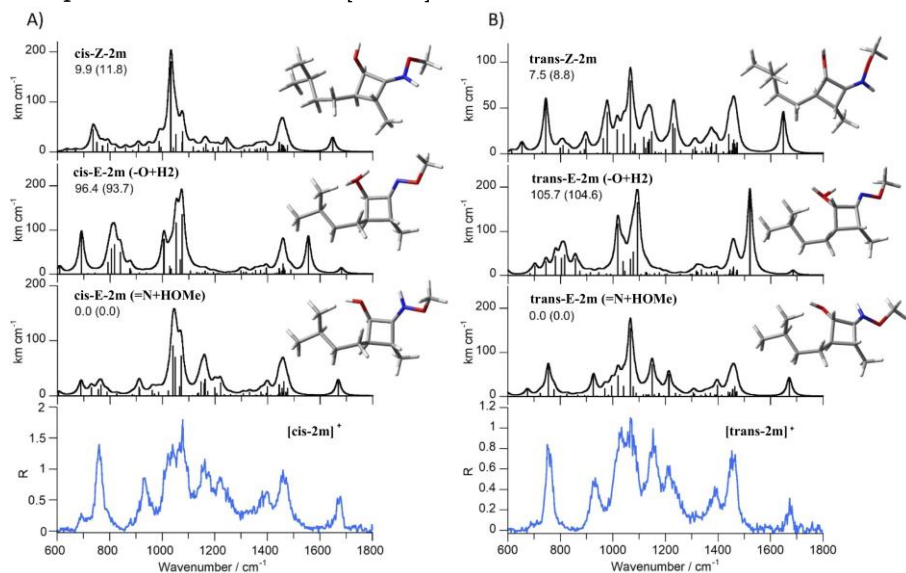 A)
cis-Z-2m
9.9 (11.8)
200
100
0
km cm⁻¹
cis-E-2m (-O+H2)
96.4 (93.7)
200
100
0
km cm⁻¹
cis-E-2m (=N+HOMe)
0.0 (0.0)
200
100
0
km cm⁻¹
[cis-2m]⁺
2
1.5
1
0.5
0
R
600 800 1000 1200 1400 1600 1800
Wavenumber / cm⁻¹
B)
trans-Z-2m
7.5 (8.8)
100
50
0
km cm⁻¹
trans-E-2m (-O+H2)
105.7 (104.6)
200
100
0
km cm⁻¹
trans-E-2m (=N+HOMe)
0.0 (0.0)
200
100
0
km cm⁻¹
[trans-2m]⁺
1.2
1
0.8
0.6
0.4
0.2
0
R
600 800 1000 1200 1400 1600 1800
Wavenumber / cm⁻¹